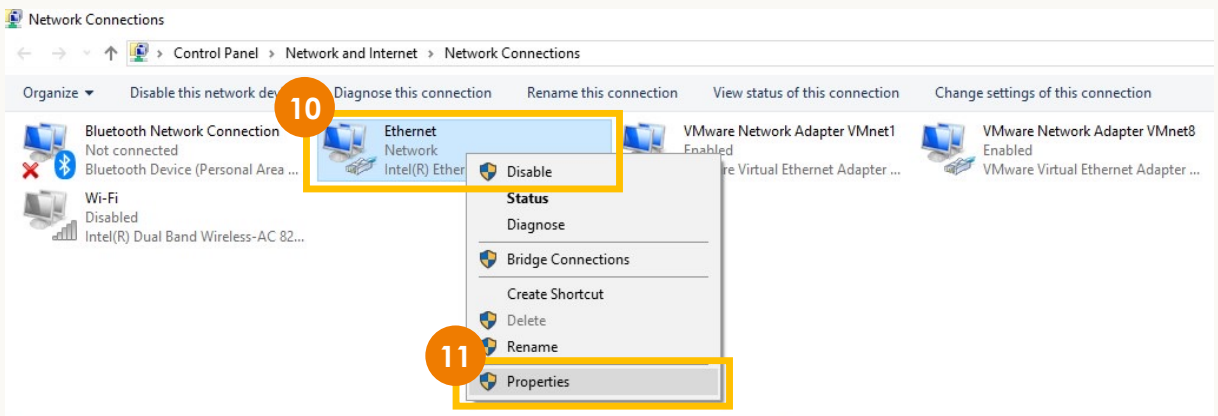 Network Connections
Control Panel > Network and Internet > Network Connections
Organize Disable this network dev Diagnose this connection Rename this connection View status of this connection Change settings of this connection
10
Bluetooth Network Connection
Not connected
Bluetooth Device (Personal Area ...
Ethernet
Network
Intel(R) Ether
VMware Network Adapter VMnet1
Enabled
re Virtual Ethernet Adapter ...
VMware Network Adapter VMnet8
Enabled
VMware Virtual Ethernet Adapter ...
Wi-Fi
Disabled
Intel(R) Dual Band Wireless-AC 82...
Disable
Status
Diagnose
Bridge Connections
Create Shortcut
Delete
Rename
11
Properties